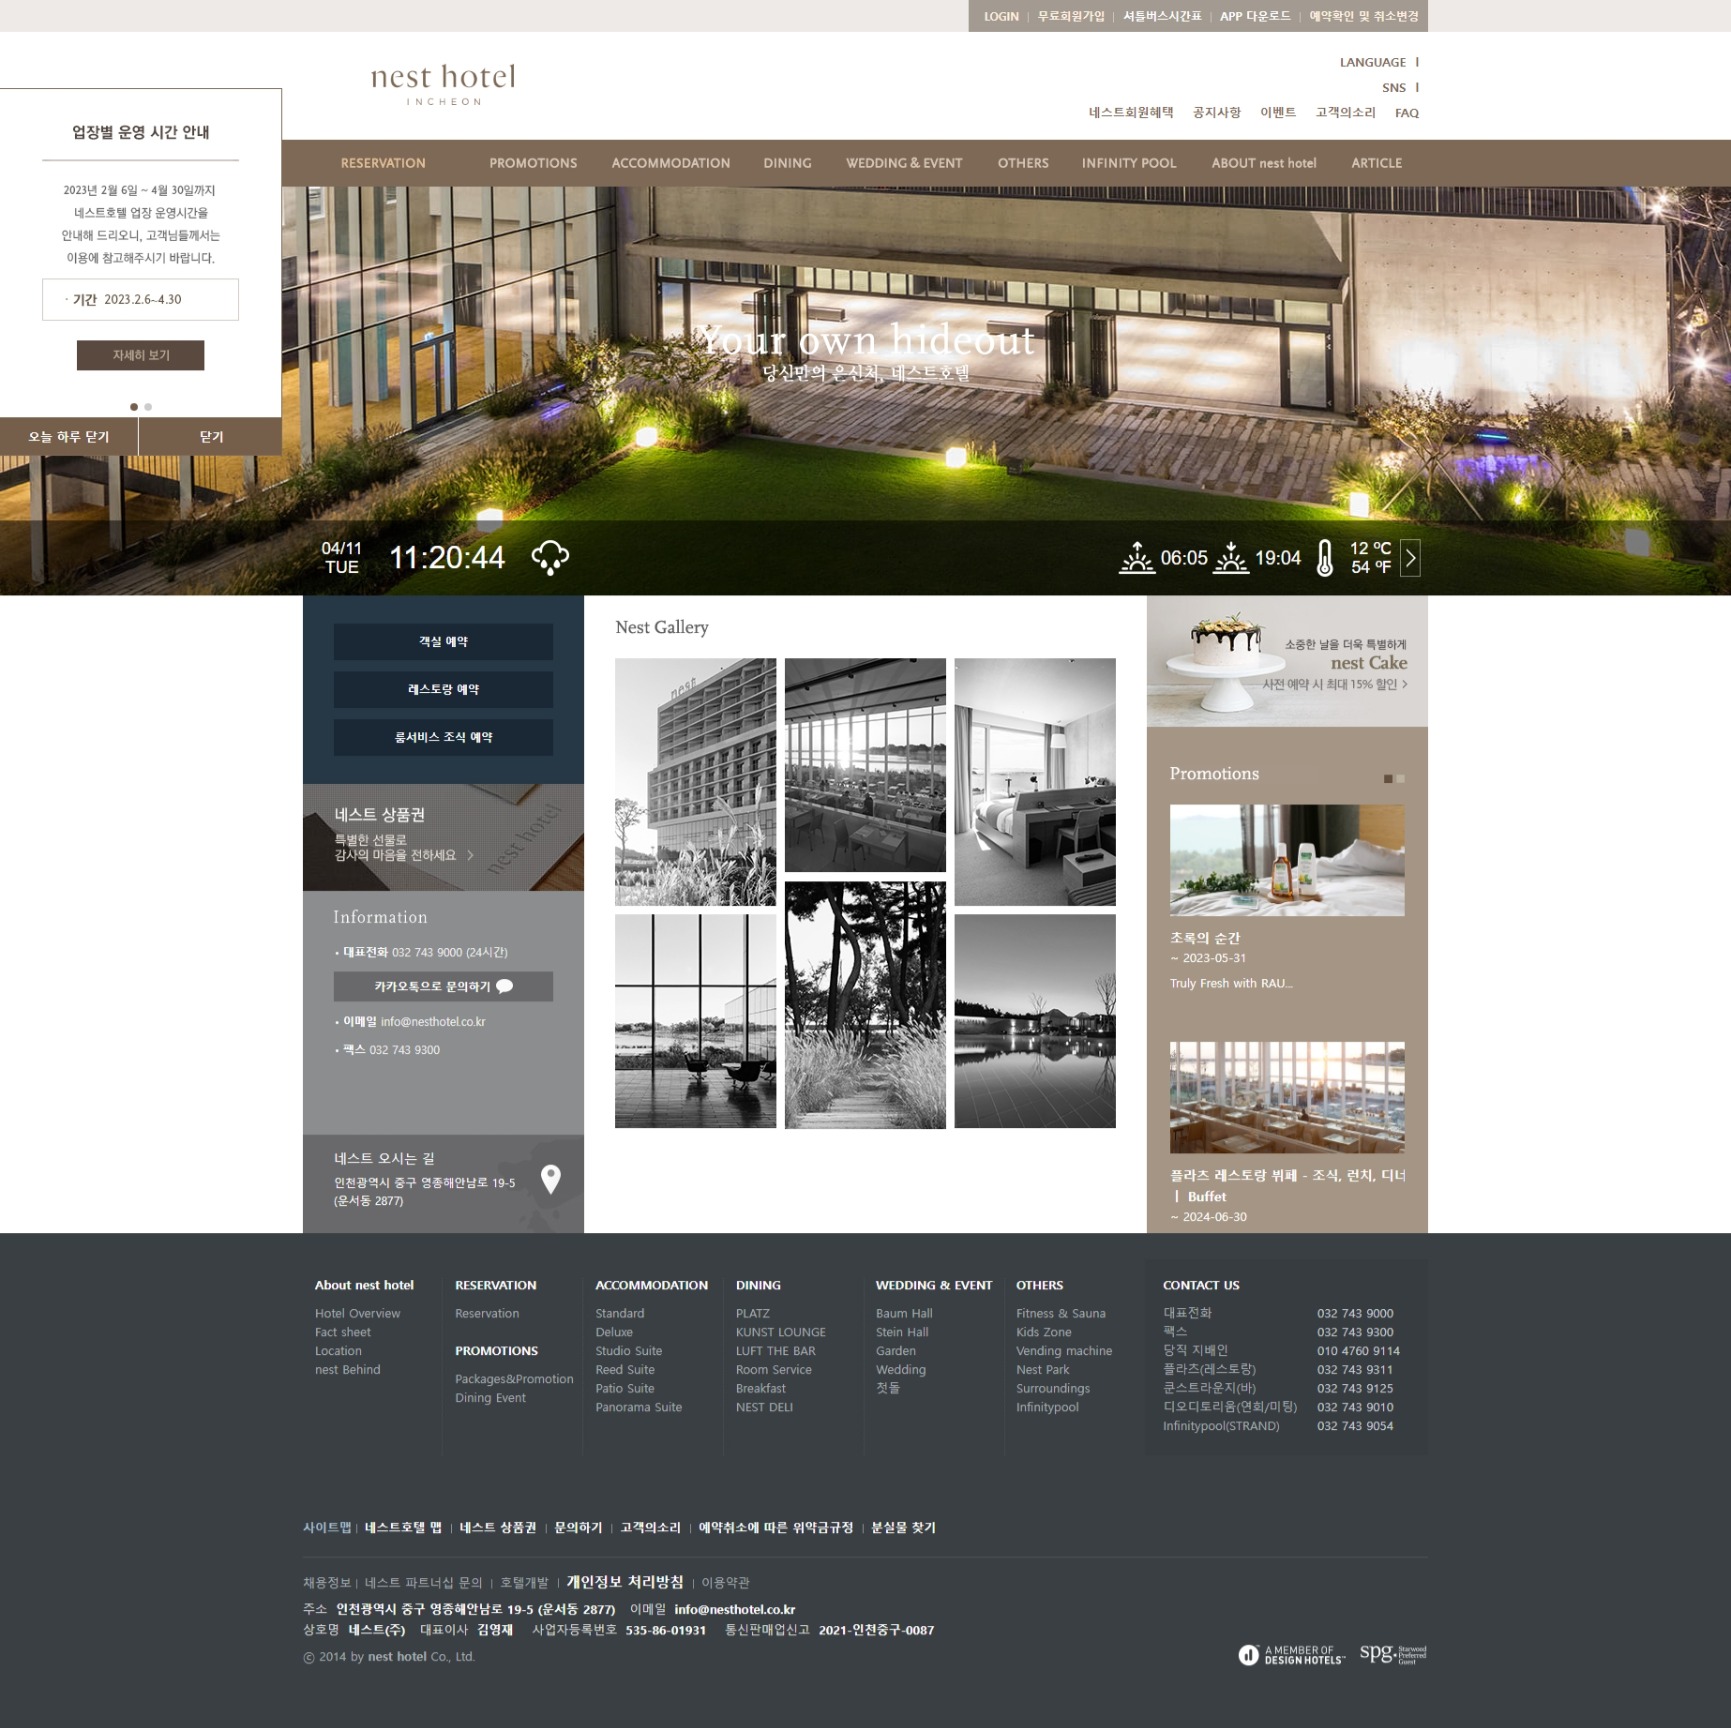 LOGIN | 무료회원가입 | 셔틀버스시간표 | APP 다운로드 | 예약확인 및 취소변경
nest hotel
INCHEON
LANGUAGE
SNS
네스트회원혜택 공지사항 이벤트 고객의소리 FAQ
RESERVATION PROMOTIONS ACCOMMODATION DINING WEDDING & EVENT OTHERS INFINITY POOL ABOUT nest hotel ARTICLE
업장별 운영 시간 안내
2023년 2월 6일 ~ 4월 30일까지
네스트호텔 업장 운영시간을
안내해 드리오니, 고객님들께서는
이용에 참고해주시기 바랍니다.
· 기간 2023.2.6~4.30
자세히 보기
오늘 하루 닫기 닫기
Your own hideout
당신만의 은신처, 네스트호텔
04/11
TUE
11:20:44
06:05 19:04
12 ºC
54 ºF
객실 예약
레스토랑 예약
룸서비스 조식 예약
네스트 상품권
특별한 선물로
감사의 마음을 전하세요
nest hotel
Information
• 대표전화 032 743 9000 (24시간)
카카오톡으로 문의하기
• 이메일 info@nesthotel.co.kr
• 팩스 032 743 9300
네스트 오시는 길
인천광역시 중구 영종해안남로 19-5
(운서동 2877)
Nest Gallery
nest
소중한 날을 더욱 특별하게
nest Cake
사전 예약 시 최대 15% 할인
Promotions
초록의 순간
~ 2023-05-31
Truly Fresh with RAU...
플라츠 레스토랑 뷔페 - 조식, 런치, 디너
| Buffet
~ 2024-06-30
About nest hotel
Hotel Overview
Fact sheet
Location
nest Behind
RESERVATION
Reservation
PROMOTIONS
Packages&Promotion
Dining Event
ACCOMMODATION
Standard
Deluxe
Studio Suite
Reed Suite
Patio Suite
Panorama Suite
DINING
PLATZ
KUNST LOUNGE
LUFT THE BAR
Room Service
Breakfast
NEST DELI
WEDDING & EVENT
Baum Hall
Stein Hall
Garden
Wedding
첫돌
OTHERS
Fitness & Sauna
Kids Zone
Vending machine
Nest Park
Surroundings
Infinitypool
CONTACT US
대표전화 032 743 9000
팩스 032 743 9300
당직 지배인 010 4760 9114
플라츠(레스토랑) 032 743 9311
쿤스트라운지(바) 032 743 9125
디오디토리움(연회/미팅) 032 743 9010
Infinitypool(STRAND) 032 743 9054
사이트맵 | 네스트호텔 맵 | 네스트 상품권 | 문의하기 | 고객의소리 | 예약취소에 따른 위약금규정 | 분실물 찾기
채용정보 | 네스트 파트너십 문의 | 호텔개발 | 개인정보 처리방침 | 이용약관
주소 인천광역시 중구 영종해안남로 19-5 (운서동 2877) 이메일 info@nesthotel.co.kr
상호명 네스트(주) 대표이사 김영재 사업자등록번호 535-86-01931 통신판매업신고 2021-인천중구-0087
ⓒ 2014 by nest hotel Co., Ltd.
A MEMBER OF
DESIGN HOTELS™
spg. Starwood
Preferred
Guest